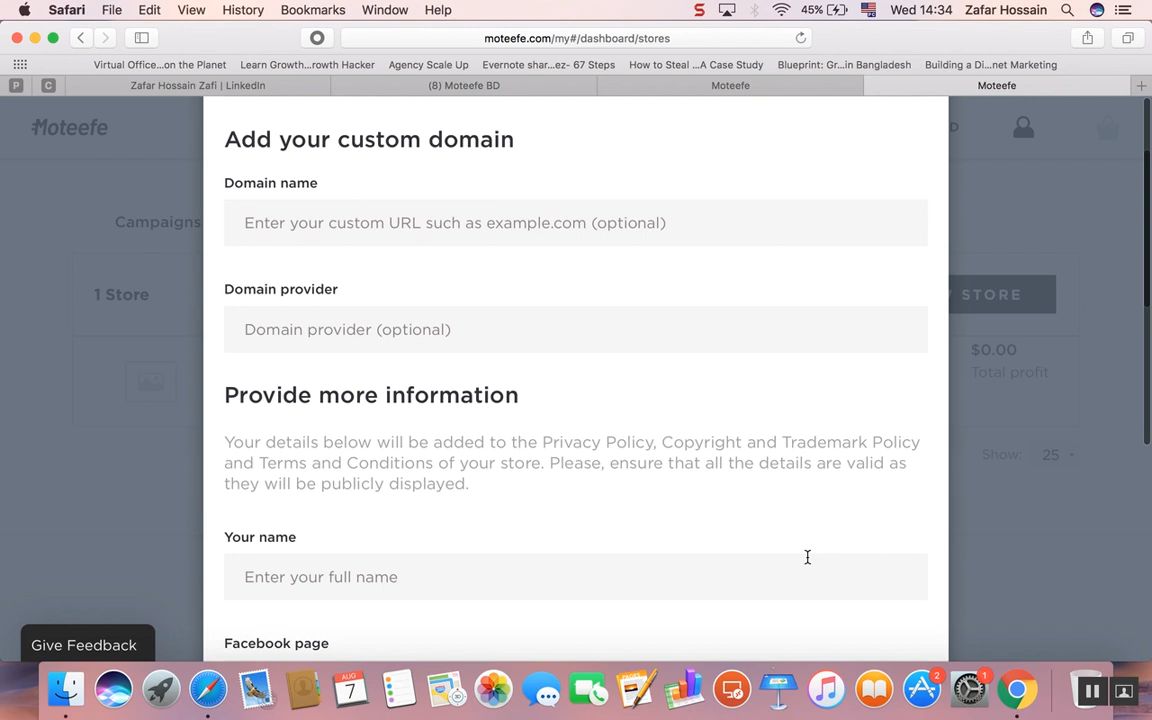 Safari File Edit View History Bookmarks Window Help 45% Wed 14:34 Zafar Hossain
moteefe.com/my#/dashboard/stores
Virtual Office...on the Planet Learn Growth...rowth Hacker Agency Scale Up Evernote shar...ez- 67 Steps How to Steal ...A Case Study Blueprint: Gr...in Bangladesh Building a Di...net Marketing
P C Zafar Hossain Zafi | LinkedIn (8) Moteefe BD Moteefe Moteefe
Moteefe
Add your custom domain
Domain name
Enter your custom URL such as example.com (optional)
Campaigns
Domain provider
1 Store
STORE
Domain provider (optional)
$0.00
Total profit
Provide more information
Your details below will be added to the Privacy Policy, Copyright and Trademark Policy
and Terms and Conditions of your store. Please, ensure that all the details are valid as
they will be publicly displayed.
Show: 25
Your name
Enter your full name
Facebook page
Give Feedback
AUG
7
2
1